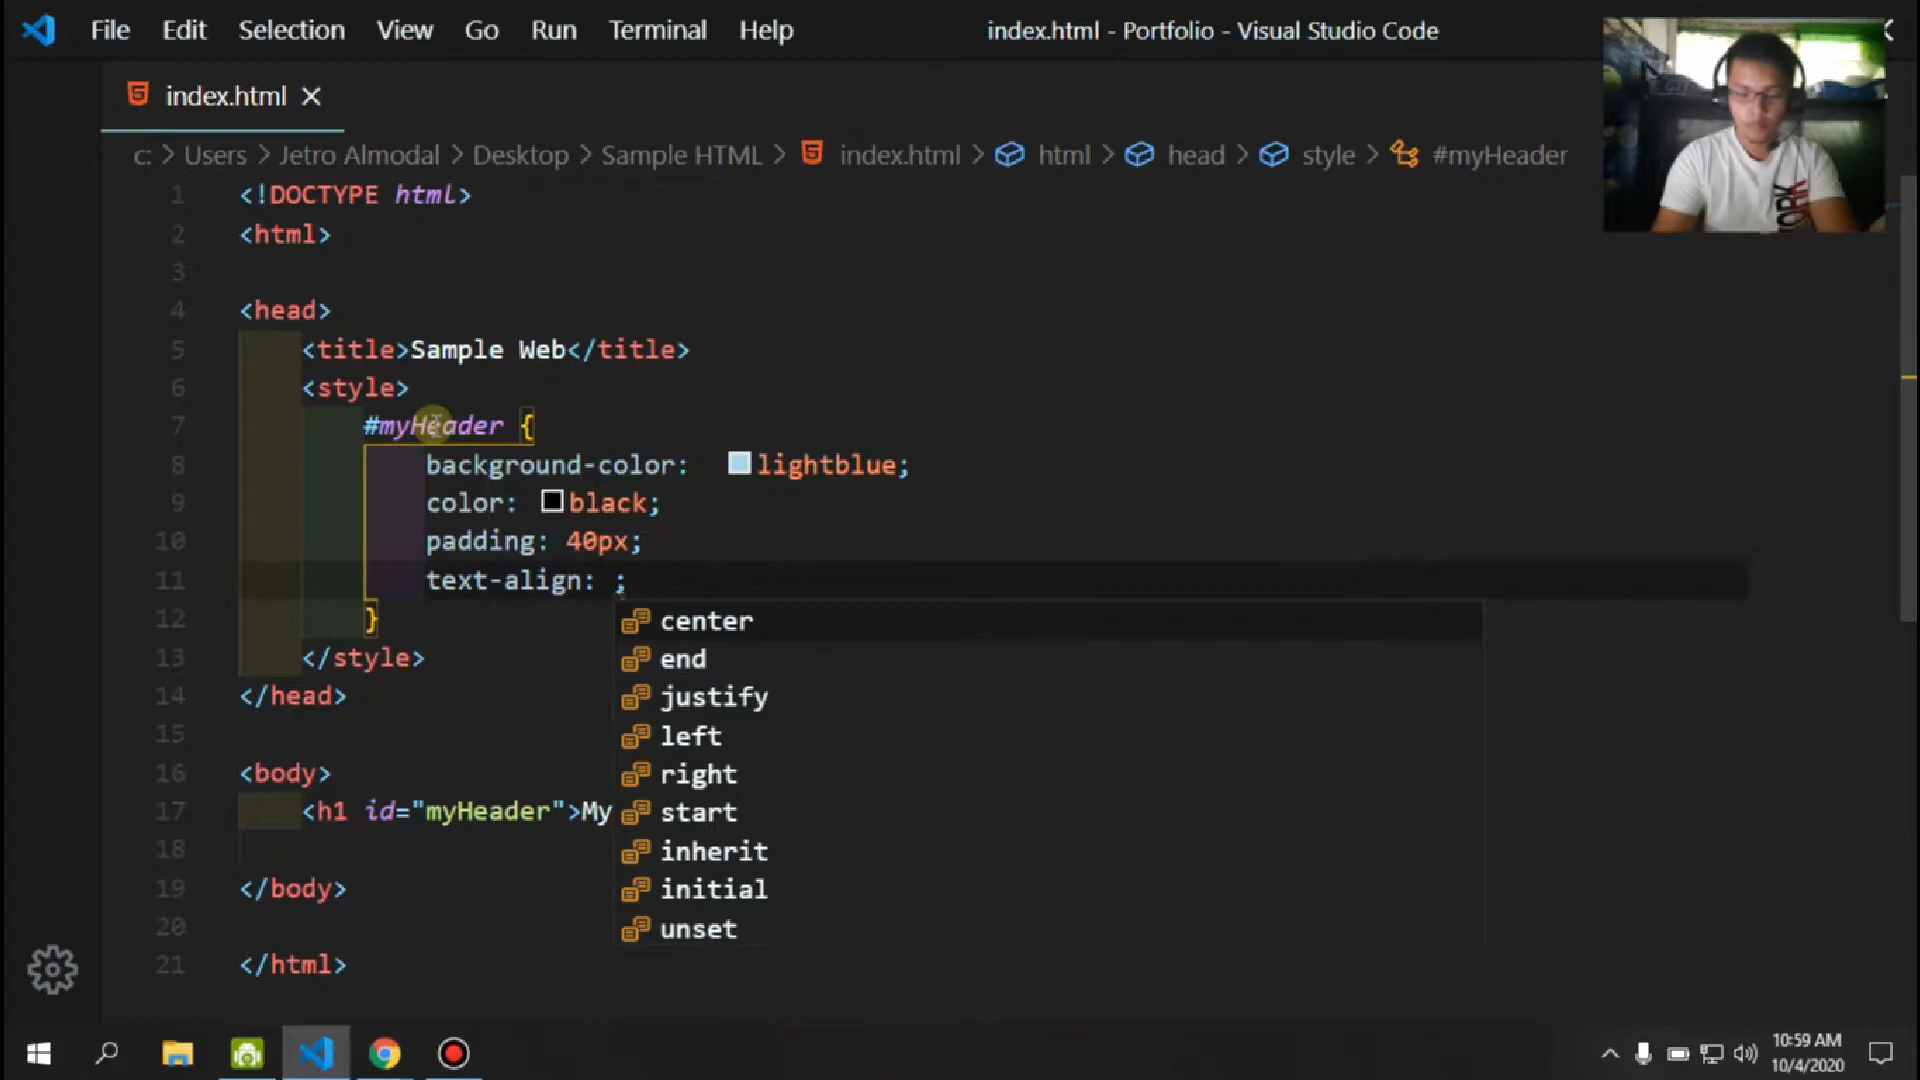 File Edit Selection View Go Run Terminal Help index.html - Portfolio - Visual Studio Code
index.html
c: > Users > Jetro Almodal > Desktop > Sample HTML > index.html > html > head > style > #myHeader
1 <!DOCTYPE html>
2 <html>
3
4 <head>
5 <title>Sample Web</title>
6 <style>
7 #myHeader {
8 background-color: lightblue;
9 color: black;
10 padding: 40px;
11 text-align: ;
12 }
center
end
13 </style>
justify
14 </head>
left
15
right
16 <body>
start
17 <h1 id="myHeader">My
inherit
18
initial
19 </body>
unset
20
21 </html>
10:59 AM
10/4/2020